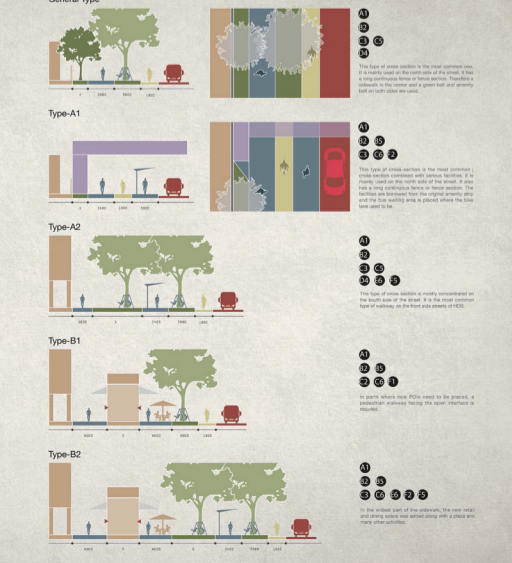 General Type
A1
B2
C3 C5
D4
This type of cross section is the most common one.
It is mainly used on the north side of the street. It has
a long continuous fence or fence section. Therefore a
sidewalk is the corner and a green belt and amenity
belt on both sides are used.
Type-A1
A1
B2 B5
C3 C6 F2
This type of cross-section is the most common
cross-section combined with various facilities. It is
mainly used on the north side of the street. It also
has a long continuous fence or fence section. The
facilities are borrowed from the original amenity strip
and the bus waiting area is placed where the bike
lane used to be.
Type-A2
A1
B2
C3 C5
D4 E6 F5
The type of cross section is mostly concentrated on
the south side of the street. It is the most common
type of walkway on the front side streets of HDB.
Type-B1
A1
B2 B5
C2 C6 F1
In parts where new POIs need to be placed, a
pedestrian walkway facing the open interface is
required.
Type-B2
A1
B2 B5
C3 C6 E6 F2 F5
In the widest part of the sidewalk, the new retail
and dining space was added along with a plaza and
many other activities.